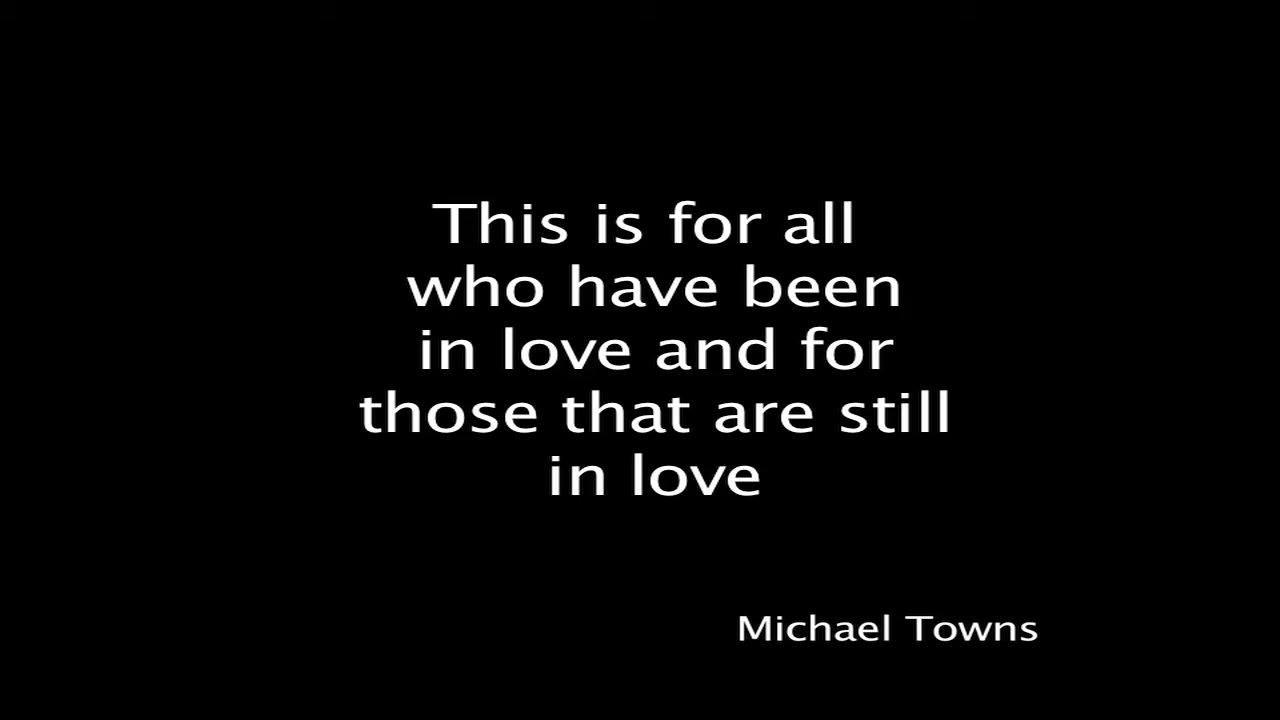 This is for all
who have been
in love and for
those that are still
in love
Michael Towns